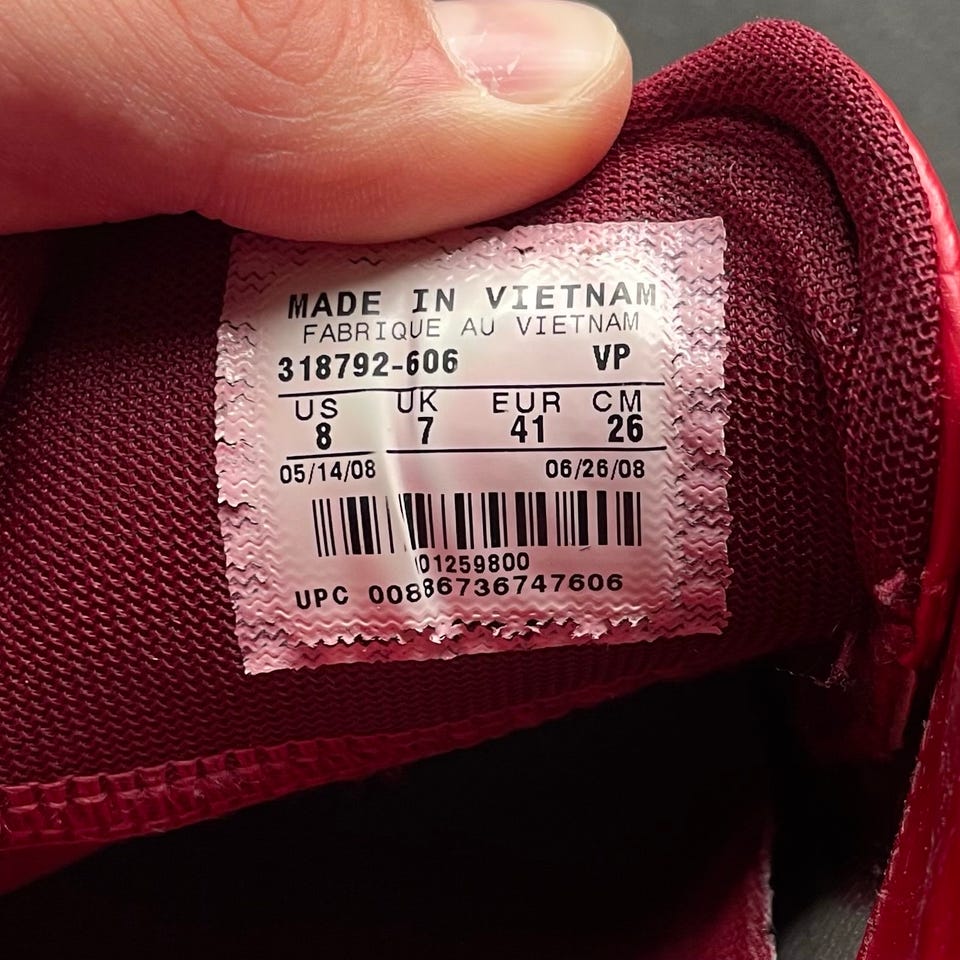 MADE IN VIETNAM
FABRIQUE AU VIETNAM
318792-606 VP
US UK EUR CM
8 7 41 26
05/14/08 06/26/08
01259800
UPC 00886736747606